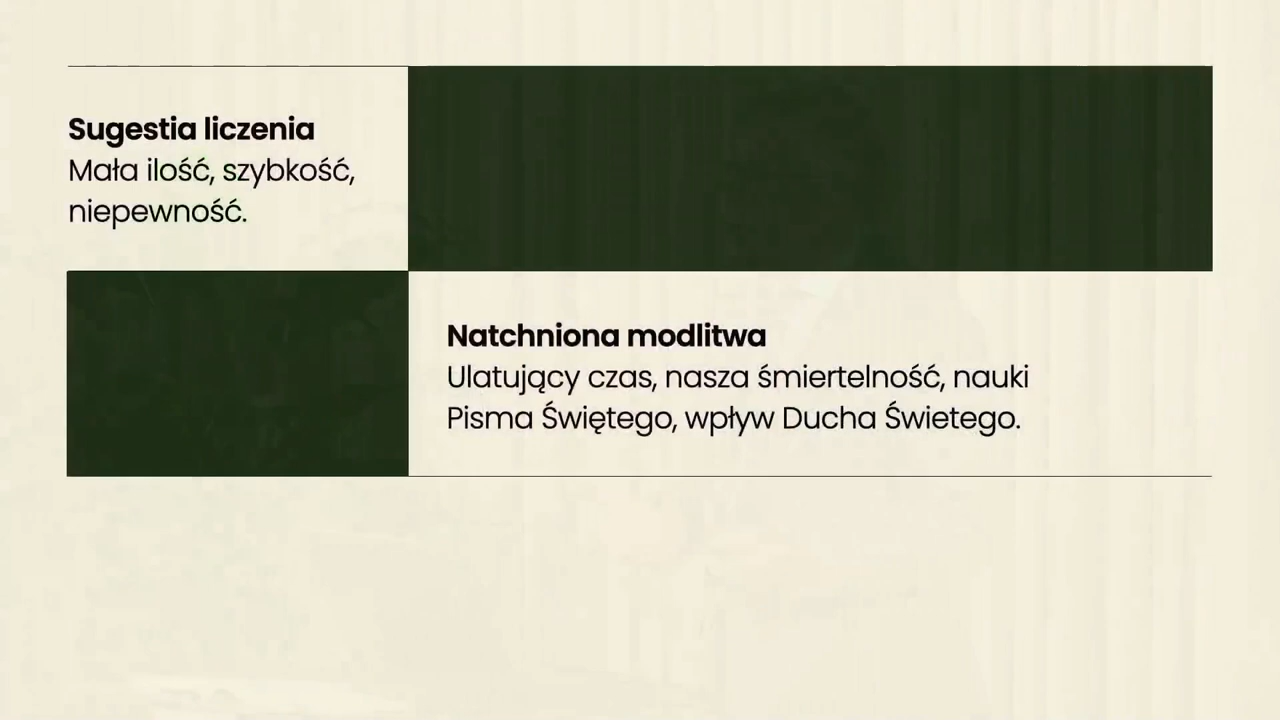 Sugestia liczenia
Mała ilość, szybkość,
niepewność.
Natchniona modlitwa
Ulatujący czas, nasza śmiertelność, nauki
Pisma Świętego, wpływ Ducha Świetego.